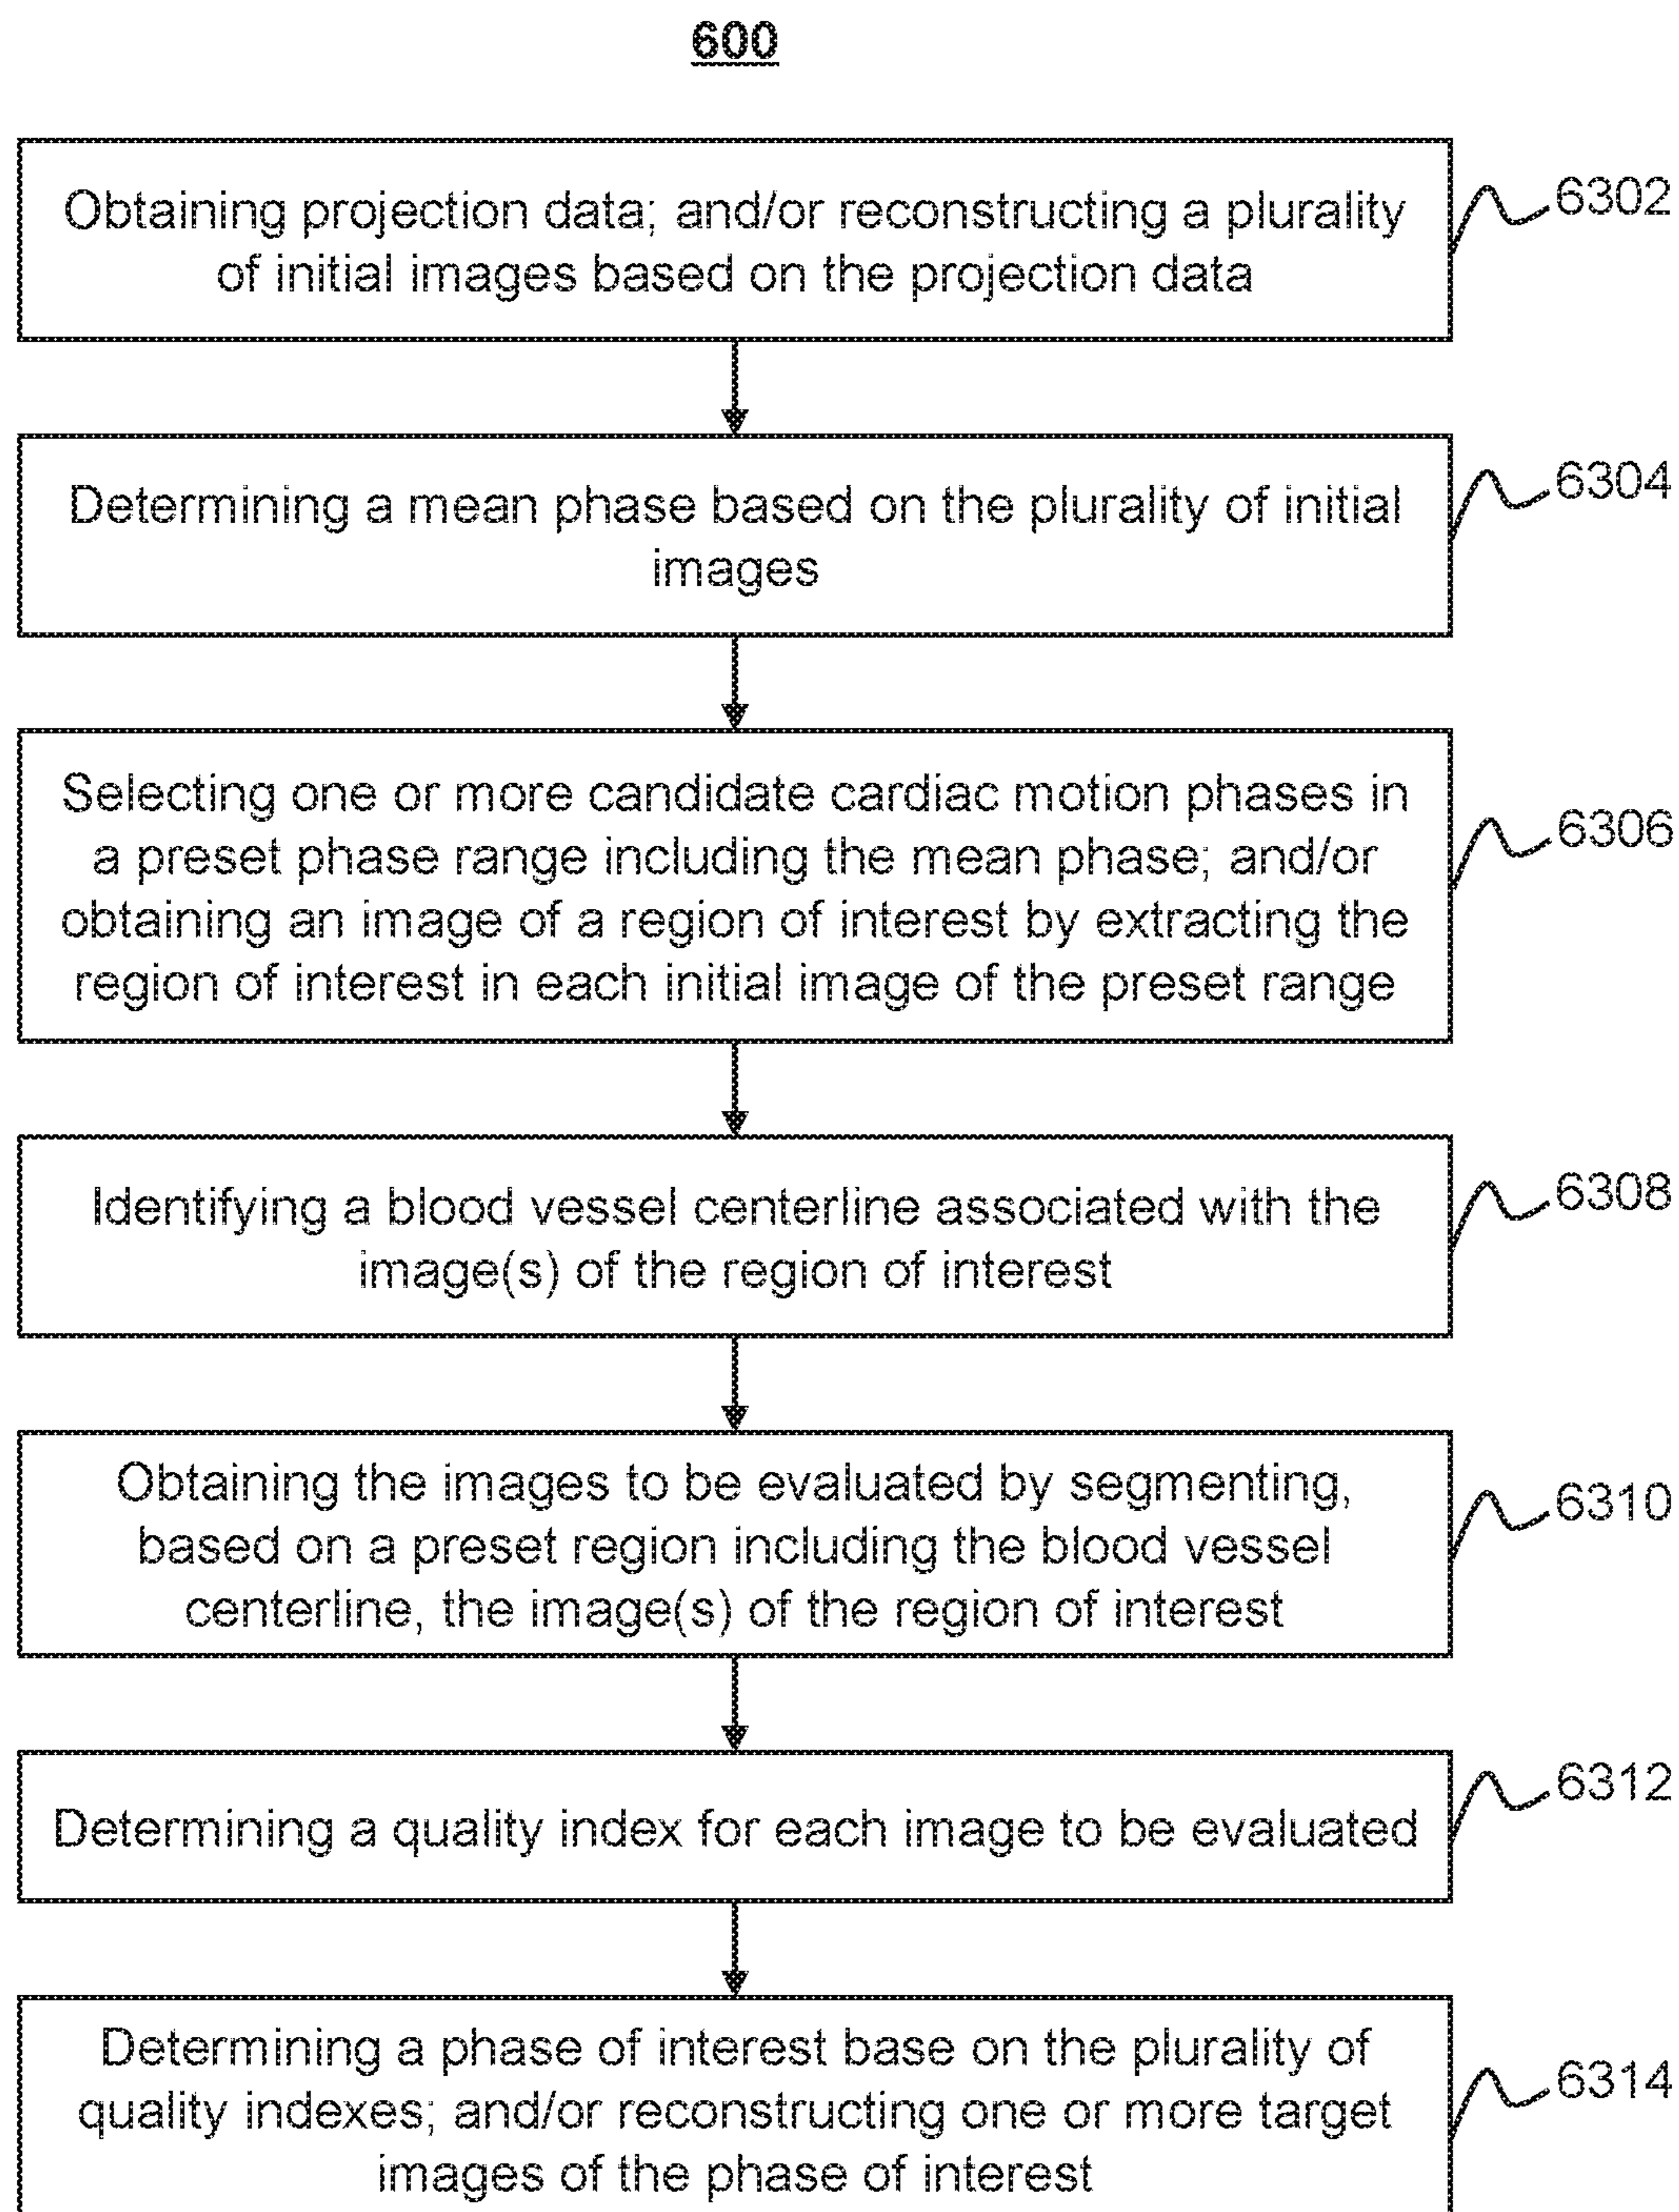 600
Obtaining projection data; and/or reconstructing a plurality
of initial images based on the projection data
6302
Determining a mean phase based on the plurality of initial
images
6304
Selecting one or more candidate cardiac motion phases in
a preset phase range including the mean phase; and/or
obtaining an image of a region of interest by extracting the
region of interest in each initial image of the preset range
6306
Identifying a blood vessel centerline associated with the
image(s) of the region of interest
6308
Obtaining the images to be evaluated by segmenting,
based on a preset region including the blood vessel
centerline, the image(s) of the region of interest
6310
Determining a quality index for each image to be evaluated
6312
Determining a phase of interest base on the plurality of
quality indexes; and/or reconstructing one or more target
images of the phase of interest
6314